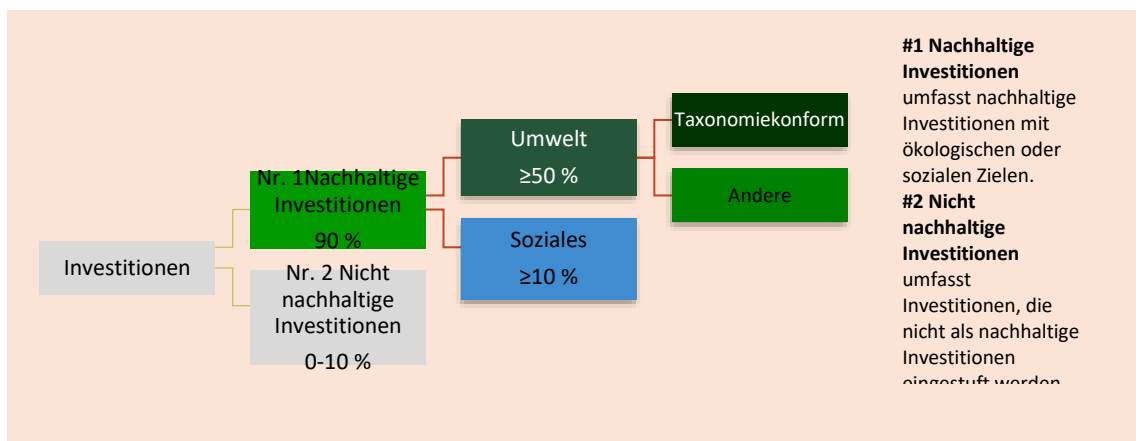 Investitionen
Nr. 1Nachhaltige
Investitionen
90 %
Nr. 2 Nicht
nachhaltige
Investitionen
0-10 %
Umwelt
≥50 %
Soziales
≥10 %
Taxonomiekonform
Andere
#1 Nachhaltige
Investitionen
umfasst nachhaltige
Investitionen mit
ökologischen oder
sozialen Zielen.
#2 Nicht
nachhaltige
Investitionen
umfasst
Investitionen, die
nicht als nachhaltige
Investitionen
eingestuft werden